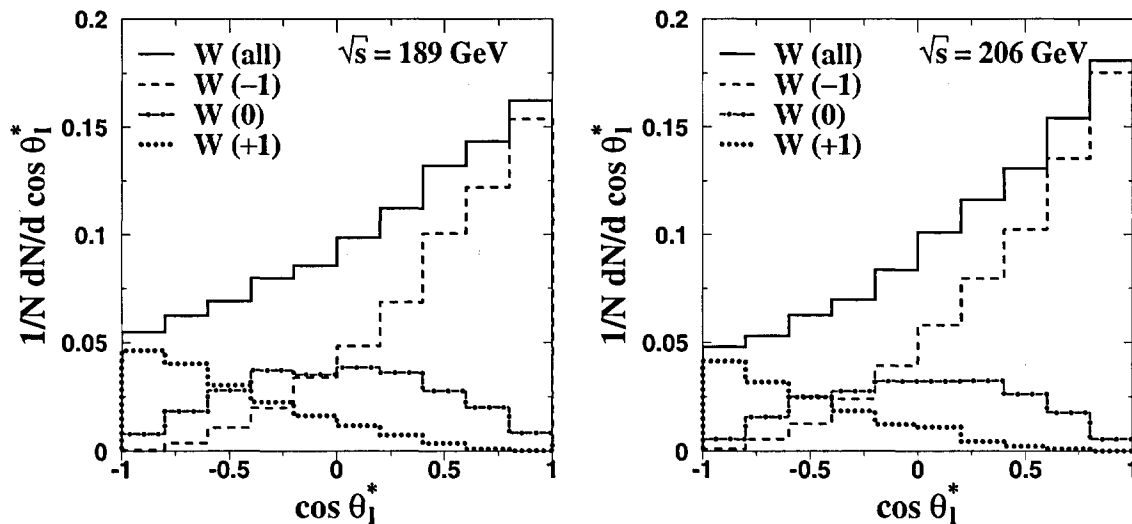 0.2
W (all)
√s = 189 GeV
W (−1)
W (0)
W (+1)
0.15
0.1
0.05
0
1/N dN/d cos θ*l
-1
-0.5
0
0.5
1
cos θ*l
0.2
W (all)
√s = 206 GeV
W (−1)
W (0)
W (+1)
0.15
0.1
0.05
0
1/N dN/d cos θ*l
-1
-0.5
0
0.5
1
cos θ*l